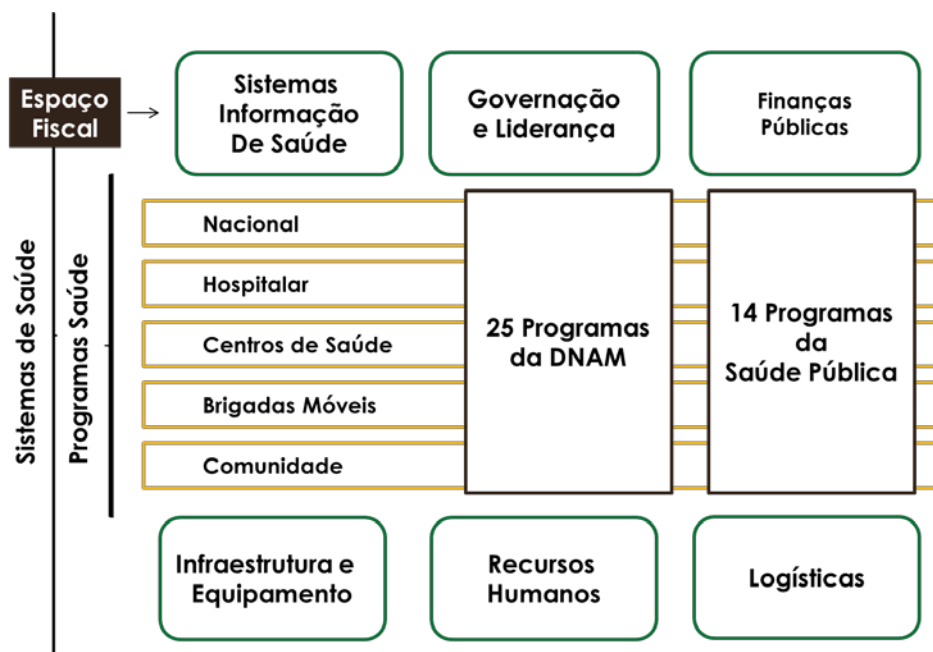 Espaço
Fiscal
Sistemas
Informação
De Saúde
Governação
e Liderança
Finanças
Públicas
Sistemas de Saúde
Programas Saúde
Nacional
Hospitalar
Centros de Saúde
Brigadas Móveis
Comunidade
25 Programas
da DNAM
14 Programas
da
Saúde Pública
Infraestrutura e
Equipamento
Recursos
Humanos
Logísticas